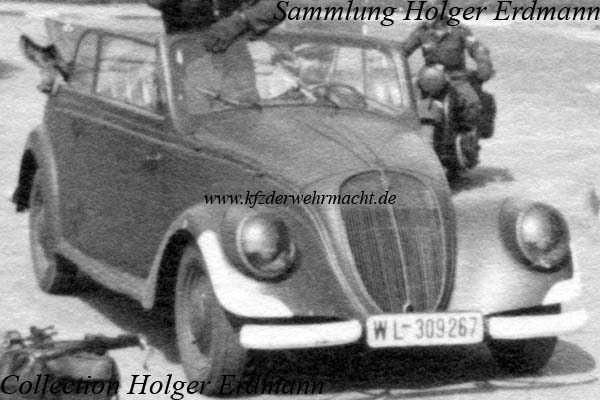 Sammlung Holger Erdmann
www.kfzderwehrmacht.de
WL-309267
Collection Holger Erdmann